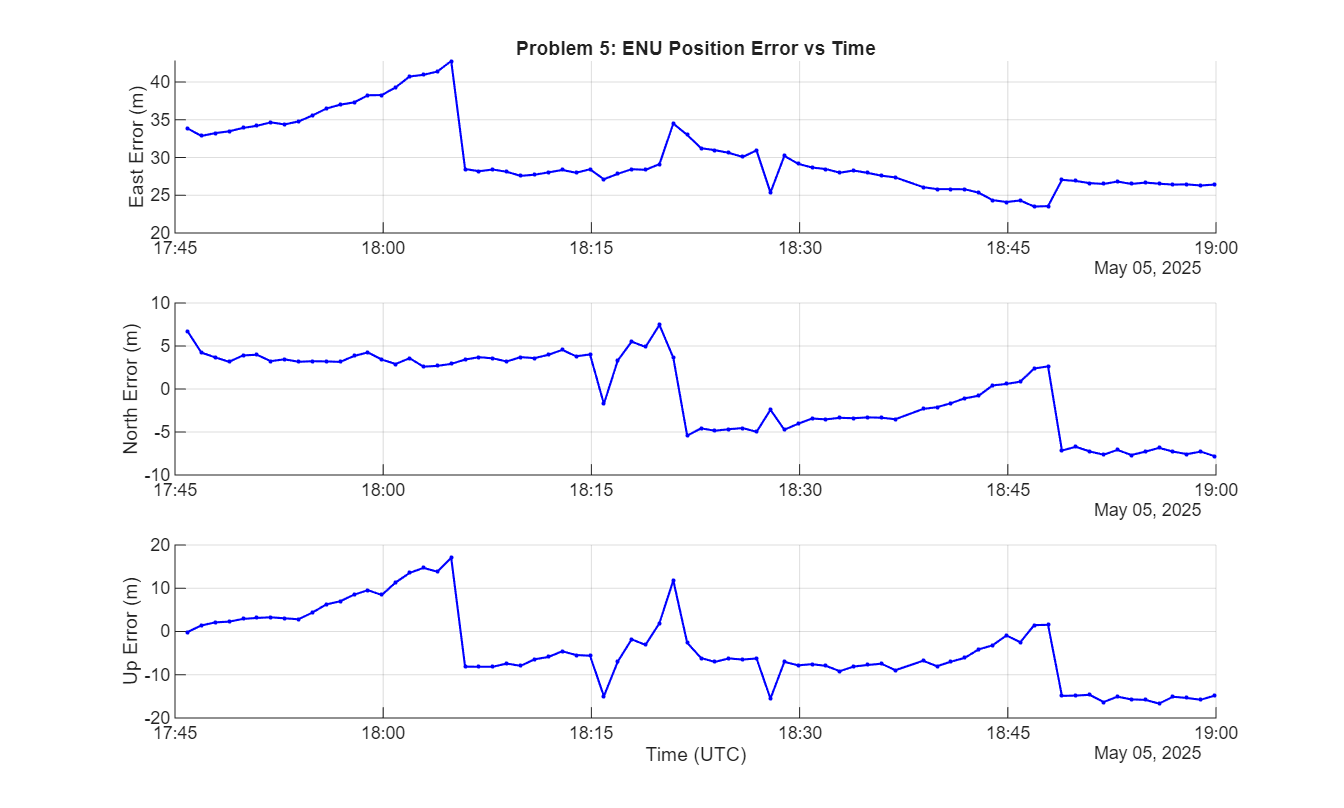 Problem 5: ENU Position Error vs Time
East Error (m)
40
35
30
25
20
17:45 18:00 18:15 18:30 18:45 19:00
May 05, 2025
North Error (m)
10
5
0
-5
-10
17:45 18:00 18:15 18:30 18:45 19:00
May 05, 2025
Up Error (m)
20
10
0
-10
-20
17:45 18:00 18:15 18:30 18:45 19:00
Time (UTC)
May 05, 2025